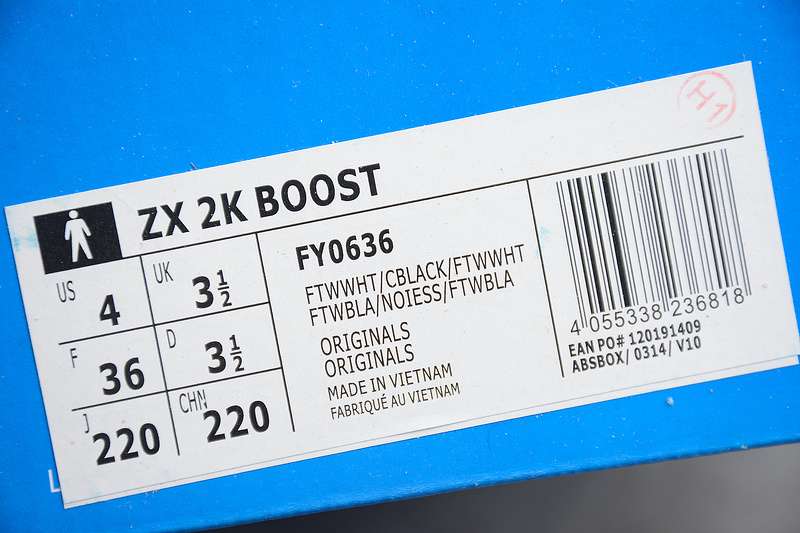 H1
ZX 2K BOOST
US 4
UK 3 1/2
F 36
D 3 1/2
J 220
CHN 220
FY0636
FTWWHT/CBLACK/FTWWHT
FTWBLA/NOIESS/FTWBLA
ORIGINALS
ORIGINALS
MADE IN VIETNAM
FABRIQUÉ AU VIETNAM
4 055338 236818
EAN PO# 120191409
ABSBOX/ 0314/ V10
L